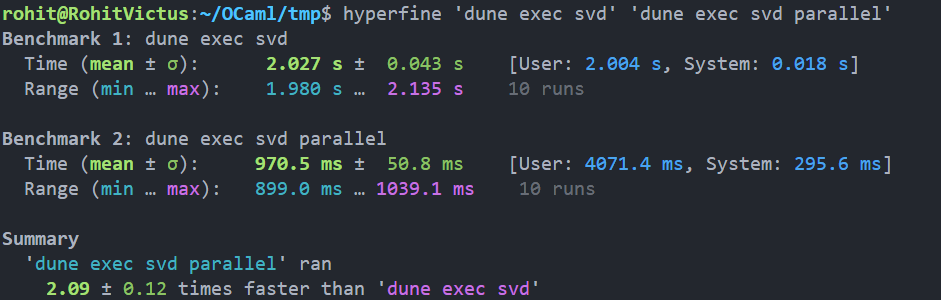 rohit@RohitVictus:~/OCaml/tmp$ hyperfine 'dune exec svd' 'dune exec svd parallel'
Benchmark 1: dune exec svd
  Time (mean ± σ):      2.027 s ±  0.043 s    [User: 2.004 s, System: 0.018 s]
  Range (min … max):    1.980 s …  2.135 s    10 runs

Benchmark 2: dune exec svd parallel
  Time (mean ± σ):     970.5 ms ±  50.8 ms    [User: 4071.4 ms, System: 295.6 ms]
  Range (min … max):   899.0 ms … 1039.1 ms    10 runs

Summary
  'dune exec svd parallel' ran
    2.09 ± 0.12 times faster than 'dune exec svd'